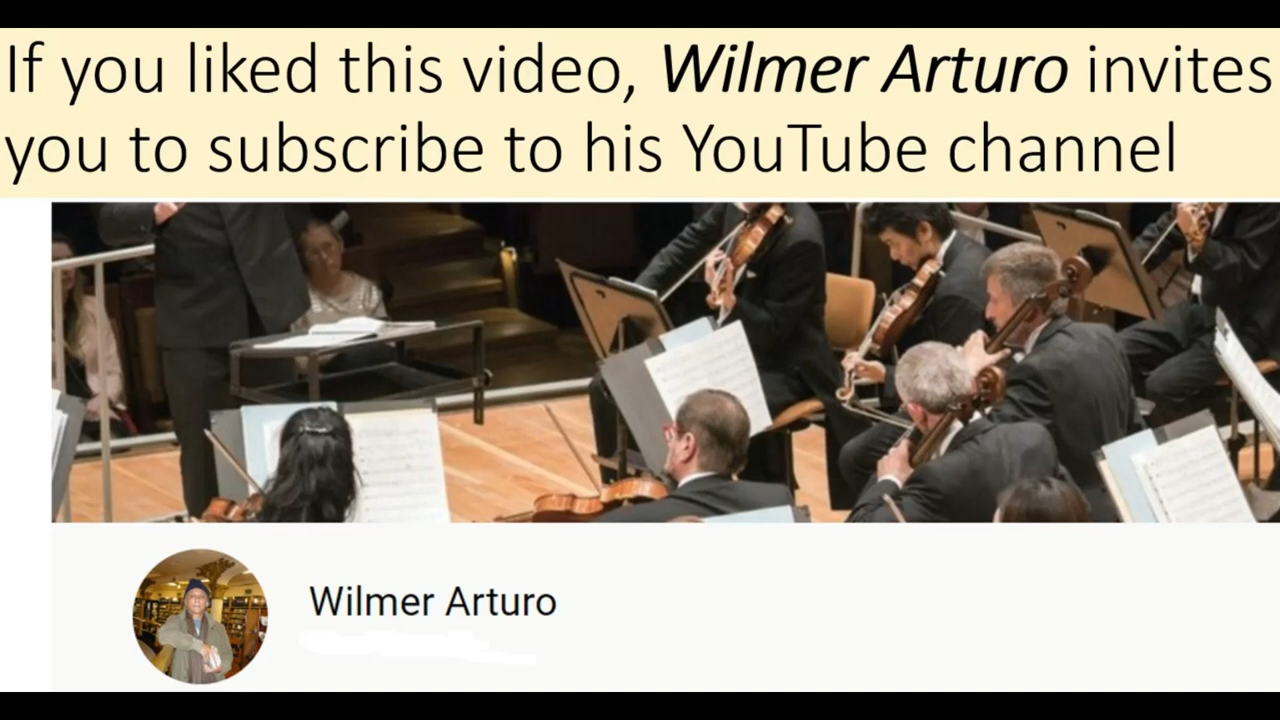 If you liked this video, Wilmer Arturo invites
you to subscribe to his YouTube channel
Wilmer Arturo